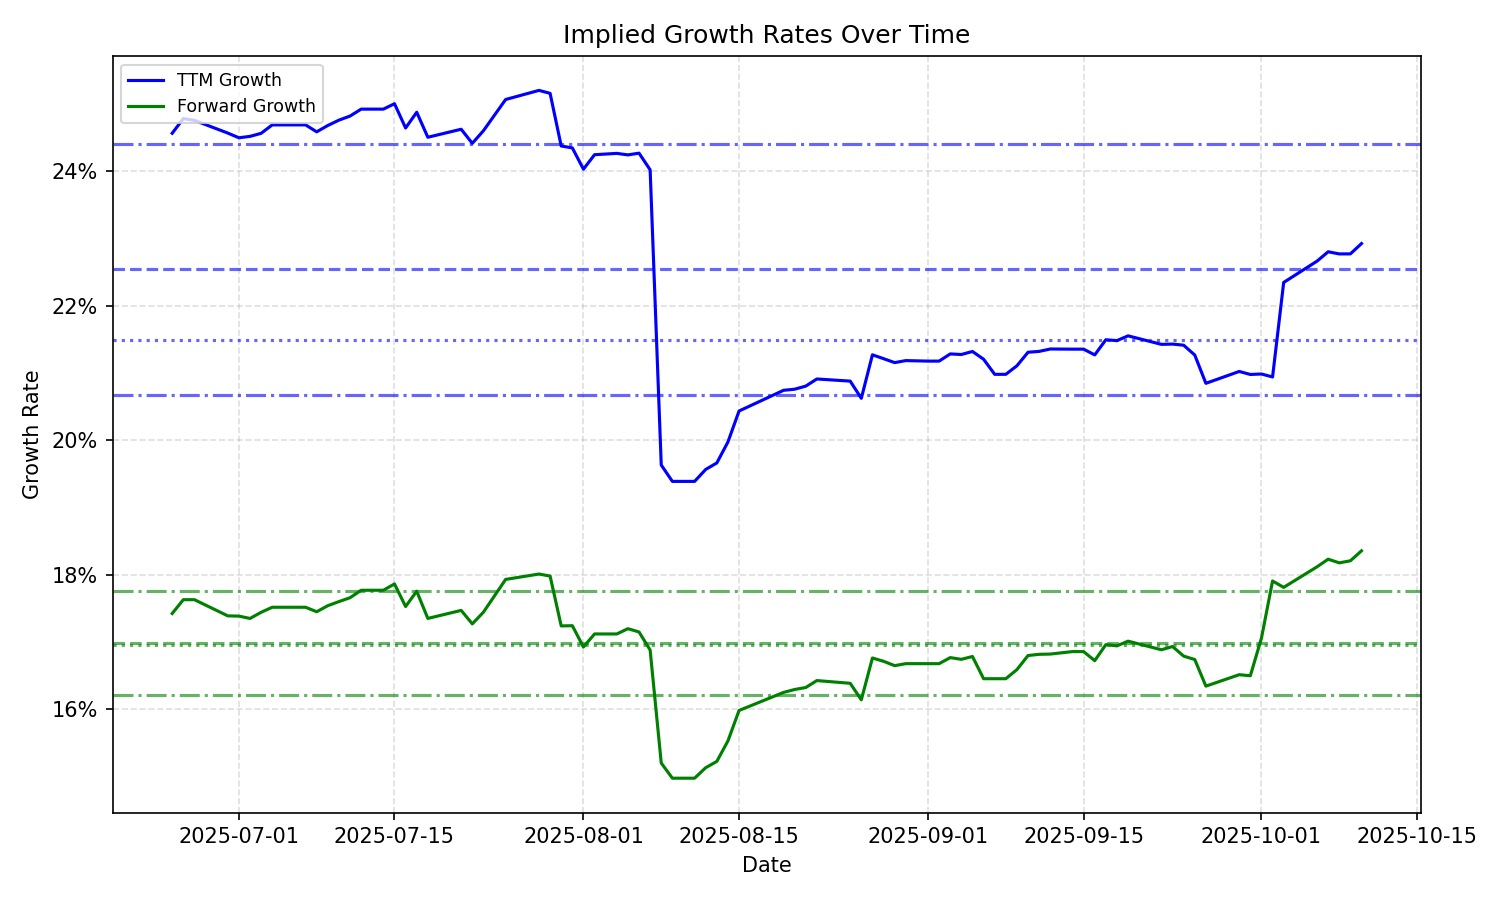 Implied Growth Rates Over Time
TTM Growth
Forward Growth
24%
22%
20%
18%
16%
Growth Rate
2025-07-01
2025-07-15
2025-08-01
2025-08-15
2025-09-01
2025-09-15
2025-10-01
2025-10-15
Date